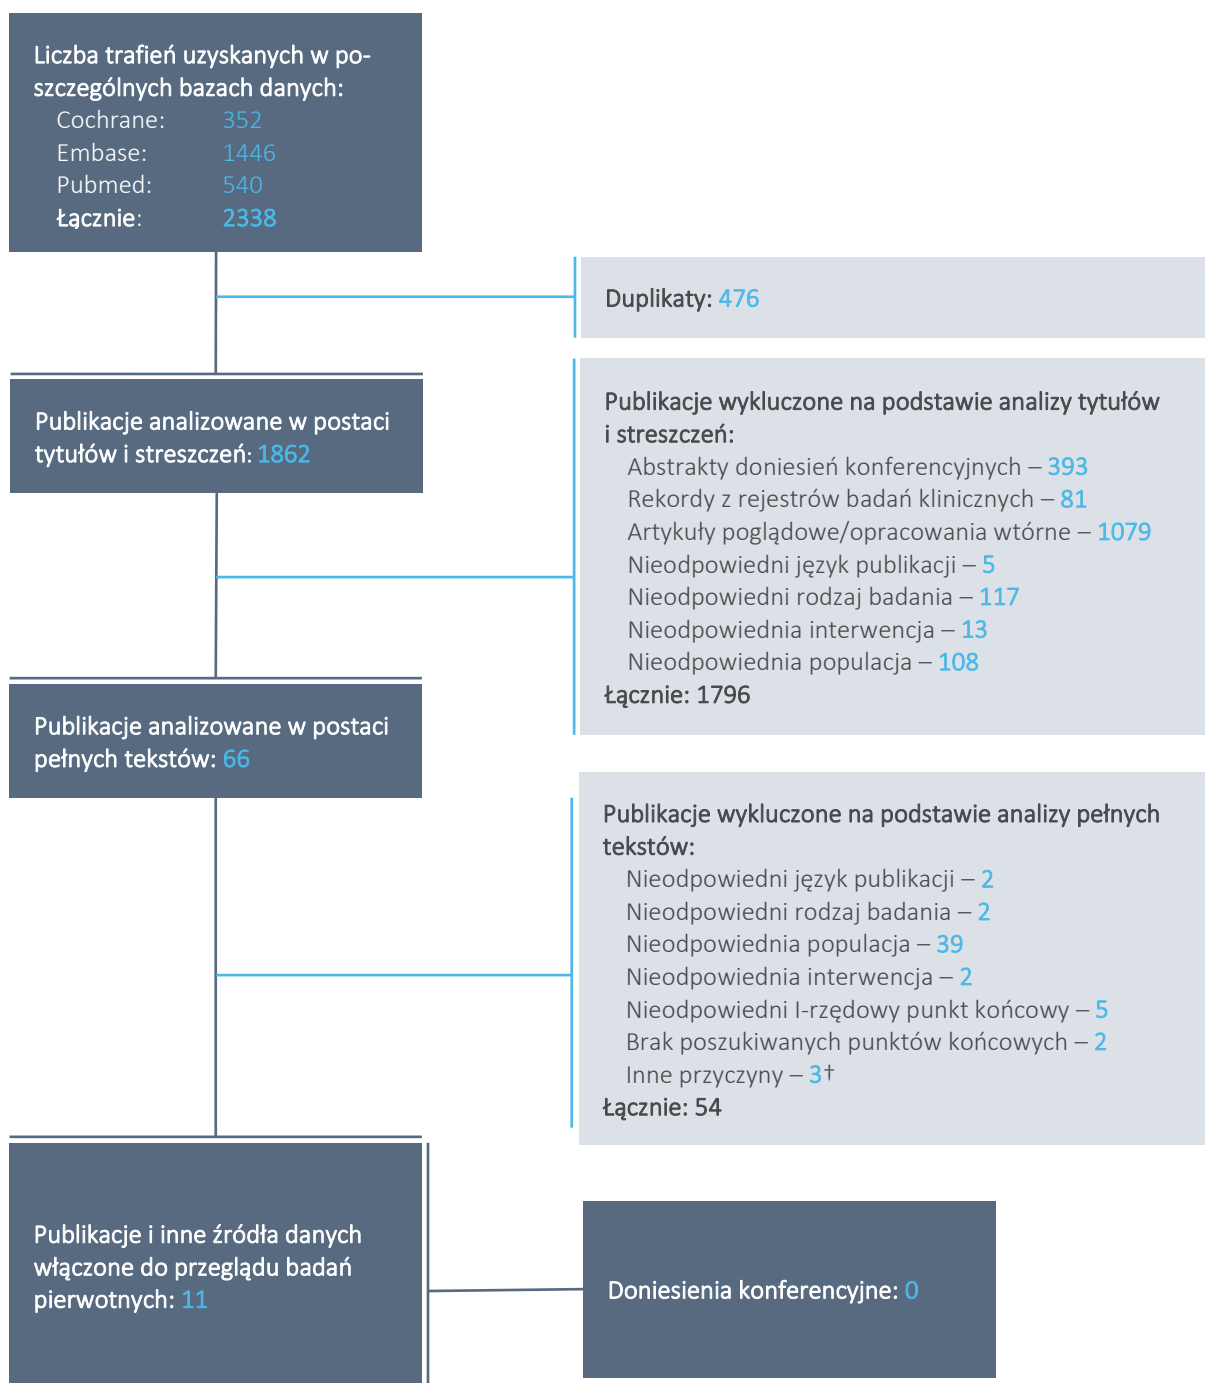 Liczba trafień uzyskanych w po-
szczególnych bazach danych:
Cochrane: 352
Embase: 1446
Pubmed: 540
Łącznie: 2338
Duplikaty: 476
Publikacje analizowane w postaci
tytułów i streszczeń: 1862
Publikacje wykluczone na podstawie analizy tytułów
i streszczeń:
Abstrakty doniesień konferencyjnych – 393
Rekordy z rejestrów badań klinicznych – 81
Artykuły poglądowe/opracowania wtórne – 1079
Nieodpowiedni język publikacji – 5
Nieodpowiedni rodzaj badania – 117
Nieodpowiednia interwencja – 13
Nieodpowiednia populacja – 108
Łącznie: 1796
Publikacje analizowane w postaci
pełnych tekstów: 66
Publikacje wykluczone na podstawie analizy pełnych
tekstów:
Nieodpowiedni język publikacji – 2
Nieodpowiedni rodzaj badania – 2
Nieodpowiednia populacja – 39
Nieodpowiednia interwencja – 2
Nieodpowiedni I-rzędowy punkt końcowy – 5
Brak poszukiwanych punktów końcowych – 2
Inne przyczyny – 3†
Łącznie: 54
Publikacje i inne źródła danych
włączone do przeglądu badań
pierwotnych: 11
Doniesienia konferencyjne: 0